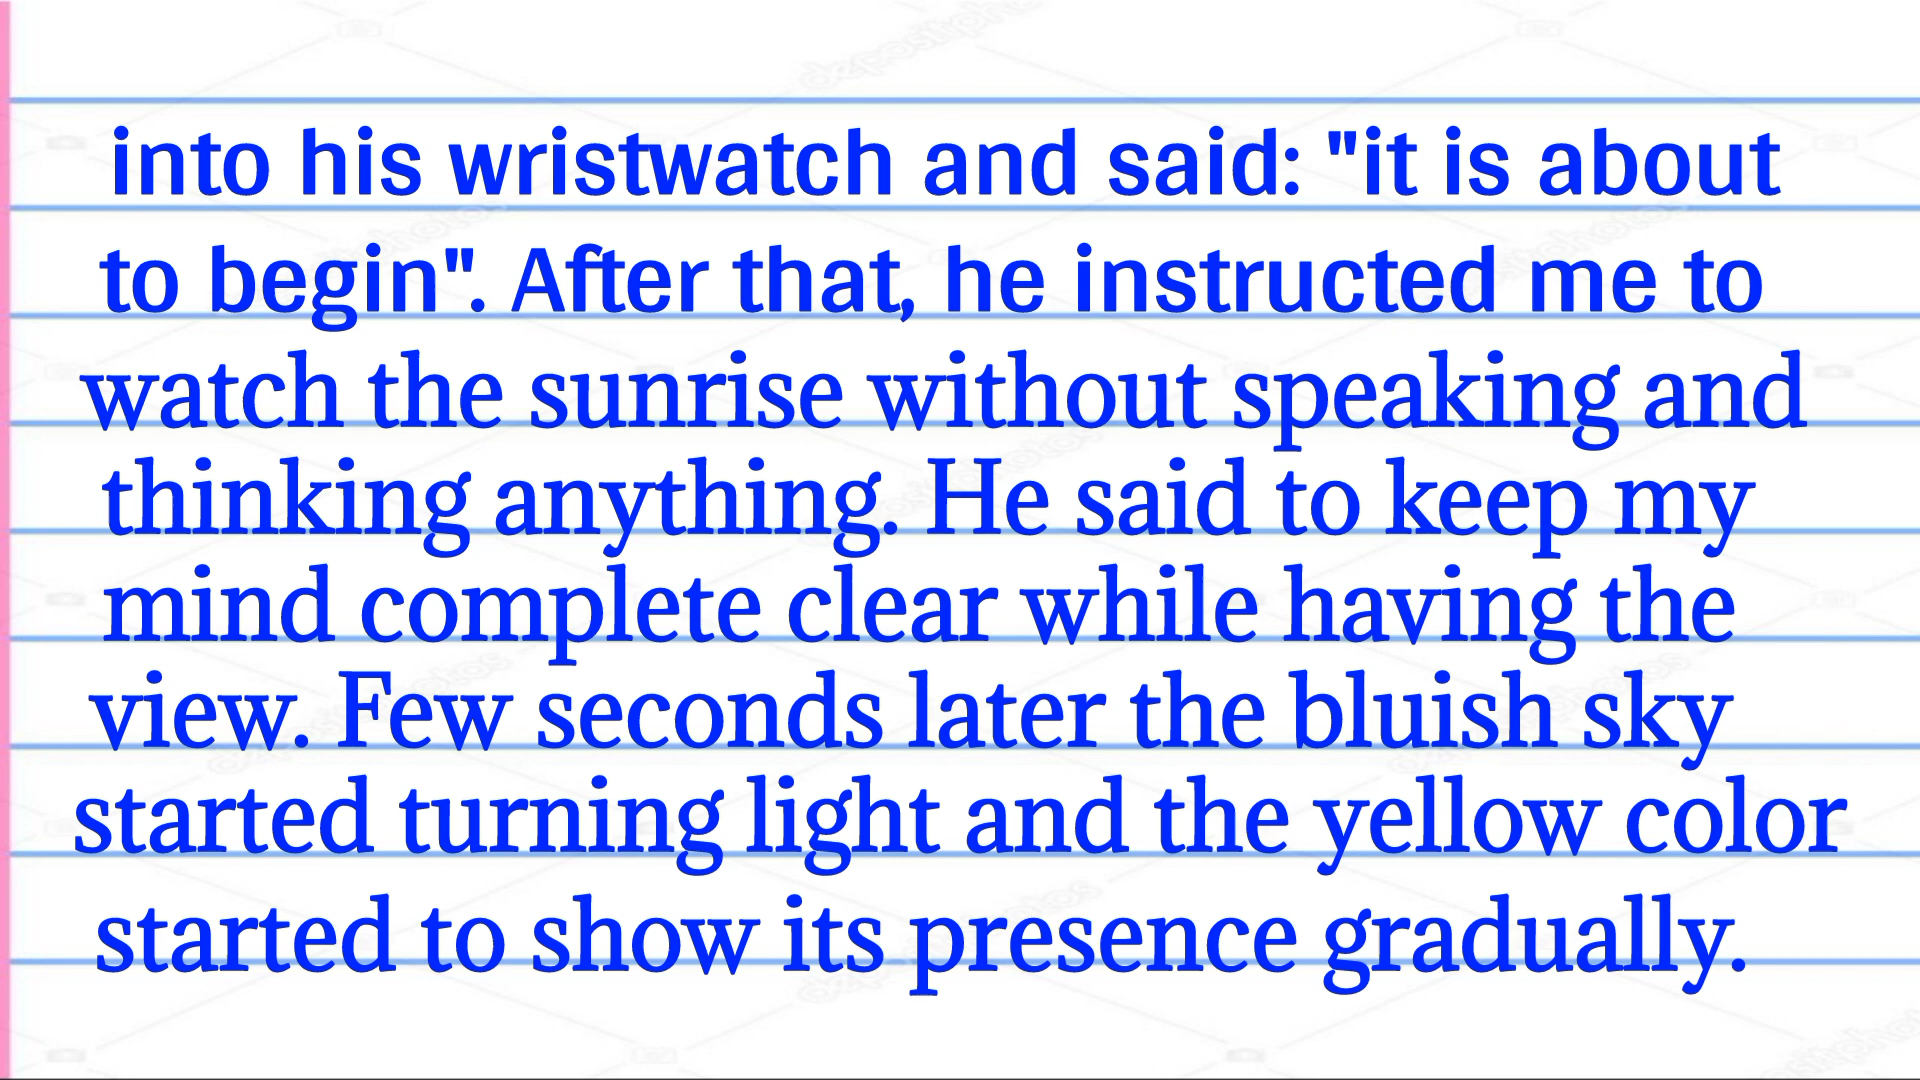 into his wristwatch and said: "it is about
to begin". After that, he instructed me to
watch the sunrise without speaking and
thinking anything. He said to keep my
mind complete clear while having the
view. Few seconds later the bluish sky
started turning light and the yellow color
started to show its presence gradually.